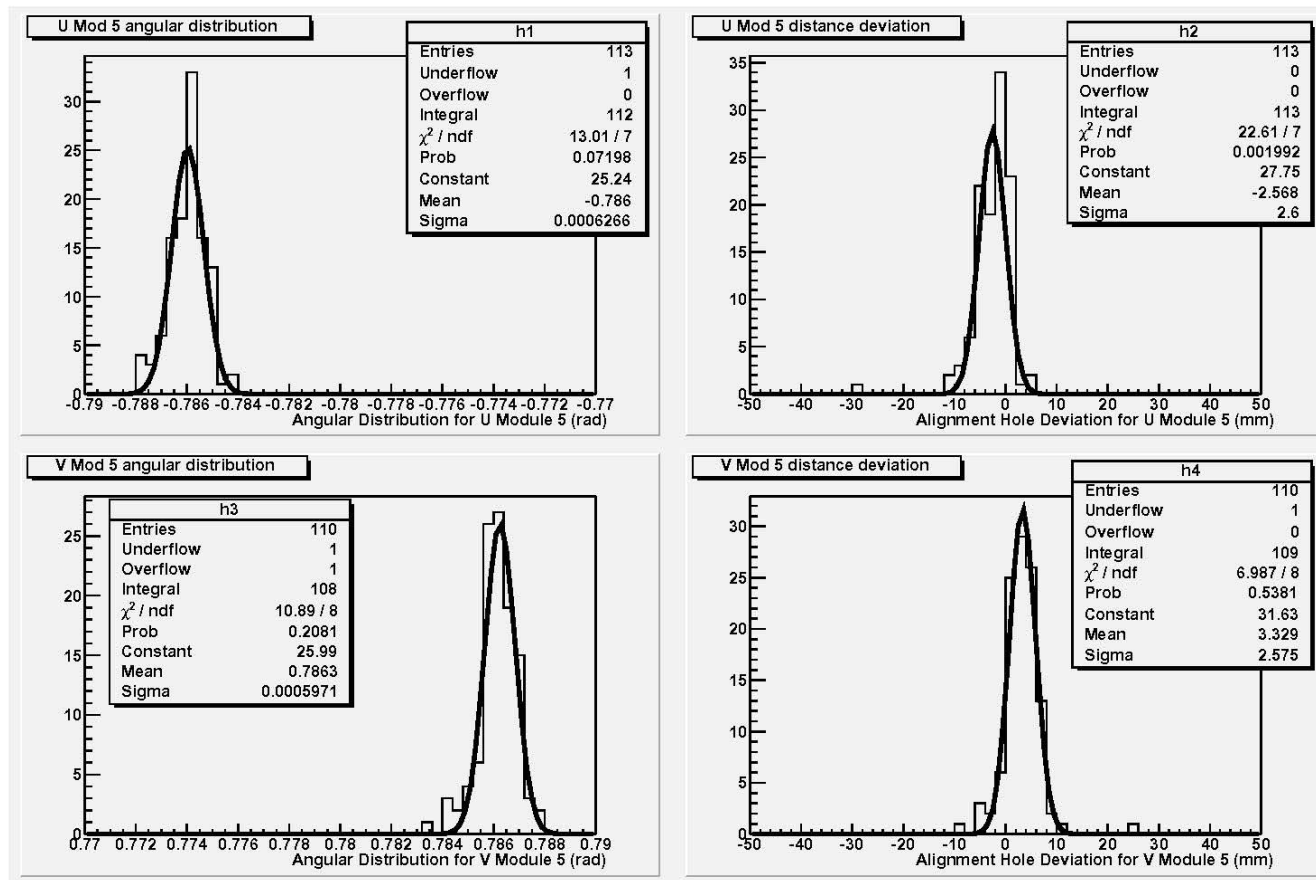 U Mod 5 angular distribution
h1
Entries 113
Underflow 1
Overflow 0
Integral 112
χ² / ndf 13.01 / 7
Prob 0.07198
Constant 25.24
Mean -0.786
Sigma 0.0006266
30
25
20
15
10
5
0
-0.79 -0.788 -0.786 -0.784 -0.782 -0.78 -0.778 -0.776 -0.774 -0.772 -0.77
Angular Distribution for U Module 5 (rad)
U Mod 5 distance deviation
h2
Entries 113
Underflow 0
Overflow 0
Integral 113
χ² / ndf 22.61 / 7
Prob 0.001992
Constant 27.75
Mean -2.568
Sigma 2.6
35
30
25
20
15
10
5
0
-50 -40 -30 -20 -10 0 10 20 30 40 50
Alignment Hole Deviation for U Module 5 (mm)
V Mod 5 angular distribution
h3
Entries 110
Underflow 1
Overflow 1
Integral 108
χ² / ndf 10.89 / 8
Prob 0.2081
Constant 25.99
Mean 0.7863
Sigma 0.0005971
25
20
15
10
5
0
0.77 0.772 0.774 0.776 0.778 0.78 0.782 0.784 0.786 0.788 0.79
Angular Distribution for V Module 5 (rad)
V Mod 5 distance deviation
h4
Entries 110
Underflow 1
Overflow 0
Integral 109
χ² / ndf 6.987 / 8
Prob 0.5381
Constant 31.63
Mean 3.329
Sigma 2.575
30
25
20
15
10
5
0
-50 -40 -30 -20 -10 0 10 20 30 40 50
Alignment Hole Deviation for V Module 5 (mm)